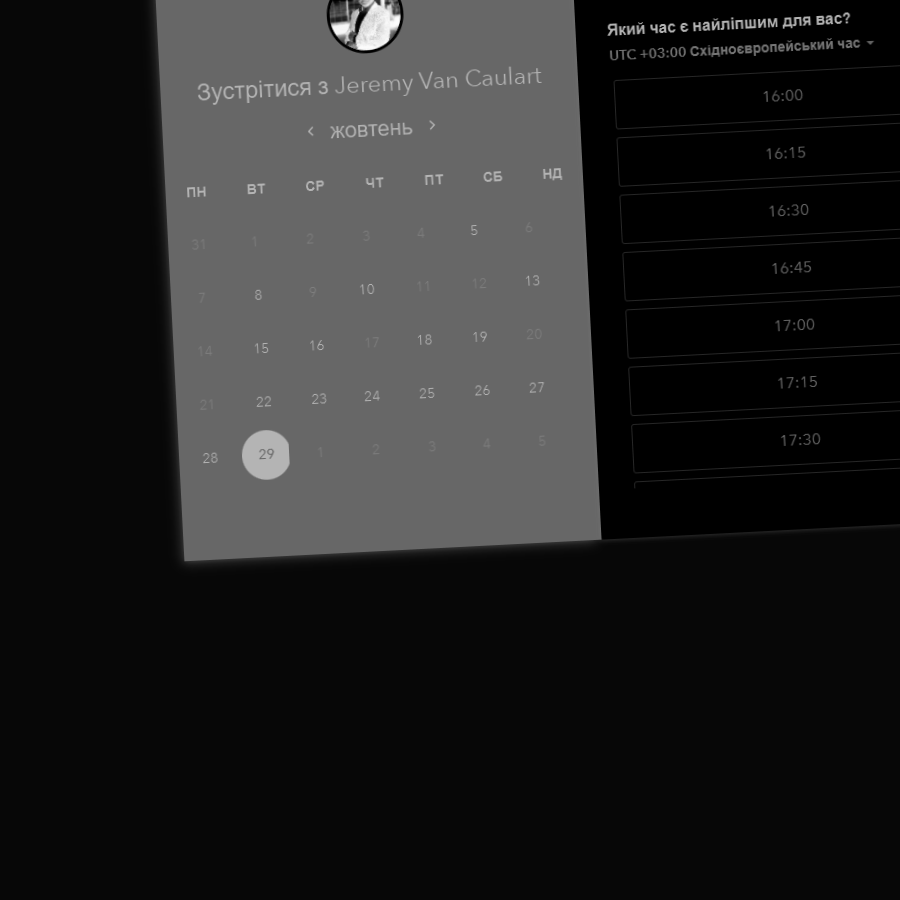 Зустрітися з Jeremy Van Caulart
‹ жовтень ›
ПН ВТ СР ЧТ ПТ СБ НД
31 1 2 3 4 5 6
7 8 9 10 11 12 13
14 15 16 17 18 19 20
21 22 23 24 25 26 27
28 29 1 2 3 4 5
Який час є найліпшим для вас?
UTC +03:00 Східноєвропейський час
16:00
16:15
16:30
16:45
17:00
17:15
17:30